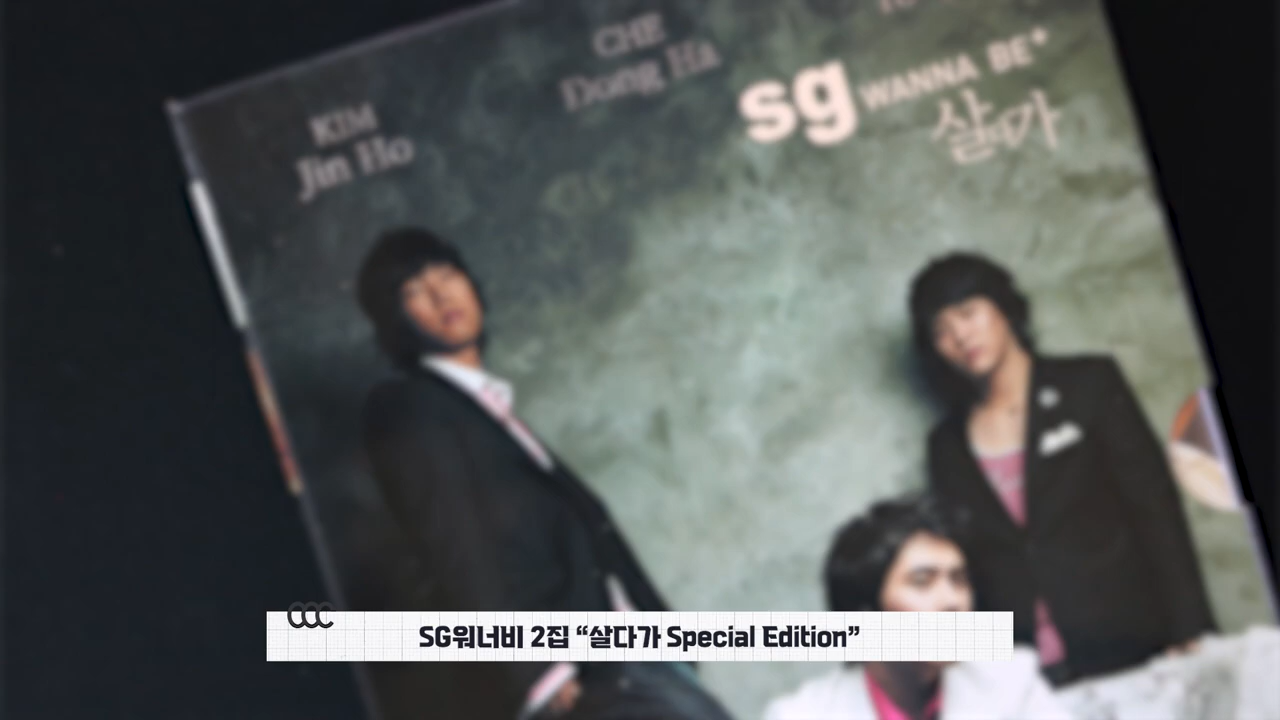 KIM
Jin Ho
CHE
Dong Ha
sg WANNA BE+
살다가
SG워너비 2집 “살다가 Special Edition”